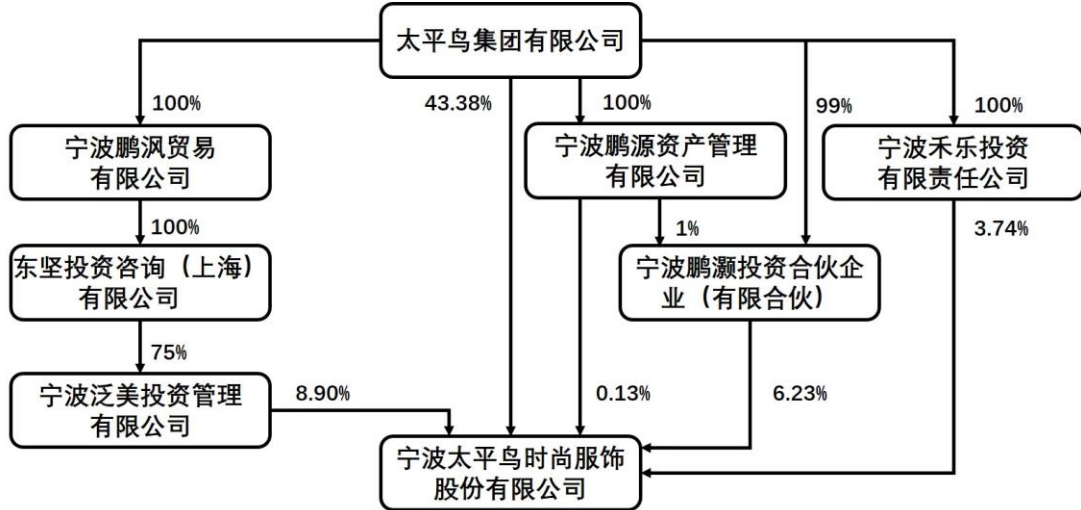 太平鸟集团有限公司
100%
43.38%
100%
99%
100%
宁波鹏沨贸易
有限公司
宁波鹏源资产管理
有限公司
宁波禾乐投资
有限责任公司
100%
1%
3.74%
东坚投资咨询（上海）
有限公司
宁波鹏灏投资合伙企
业（有限合伙）
75%
宁波泛美投资管理
有限公司
8.90%
0.13%
6.23%
宁波太平鸟时尚服饰
股份有限公司